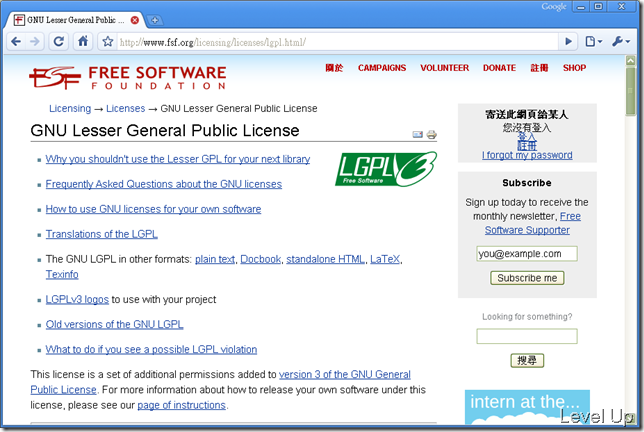 Google
GNU Lesser General Public ...
http://www.fsf.org/licensing/licenses/lgpl.html/
FSF FREE SOFTWARE
FOUNDATION
關於 CAMPAIGNS VOLUNTEER DONATE 註冊 SHOP
Licensing → Licenses → GNU Lesser General Public License
GNU Lesser General Public License
Why you shouldn't use the Lesser GPL for your next library
Frequently Asked Questions about the GNU licenses
How to use GNU licenses for your own software
Translations of the LGPL
The GNU LGPL in other formats: plain text, Docbook, standalone HTML, LaTeX,
Texinfo
LGPLv3 logos to use with your project
Old versions of the GNU LGPL
What to do if you see a possible LGPL violation
LGPL v3
Free Software
This license is a set of additional permissions added to version 3 of the GNU General
Public License. For more information about how to release your own software under this
license, please see our page of instructions.
寄送此網頁給某人
您沒有登入
登入
註冊
I forgot my password
Subscribe
Sign up today to receive the
monthly newsletter, Free
Software Supporter
you@example.com
Subscribe me
Looking for something?
搜尋
intern at the...
Level Up